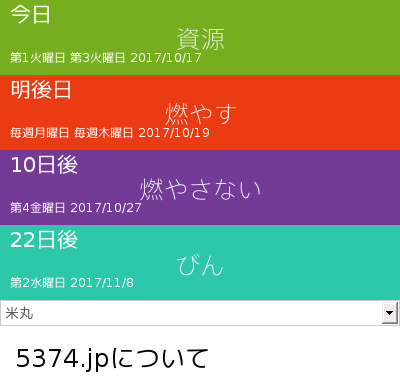 今日
資源
第1火曜日 第3火曜日 2017/10/17
明後日
燃やす
毎週月曜日 毎週木曜日 2017/10/19
10日後
燃やさない
第4金曜日 2017/10/27
22日後
びん
第2水曜日 2017/11/8
米丸
5374.jpについて